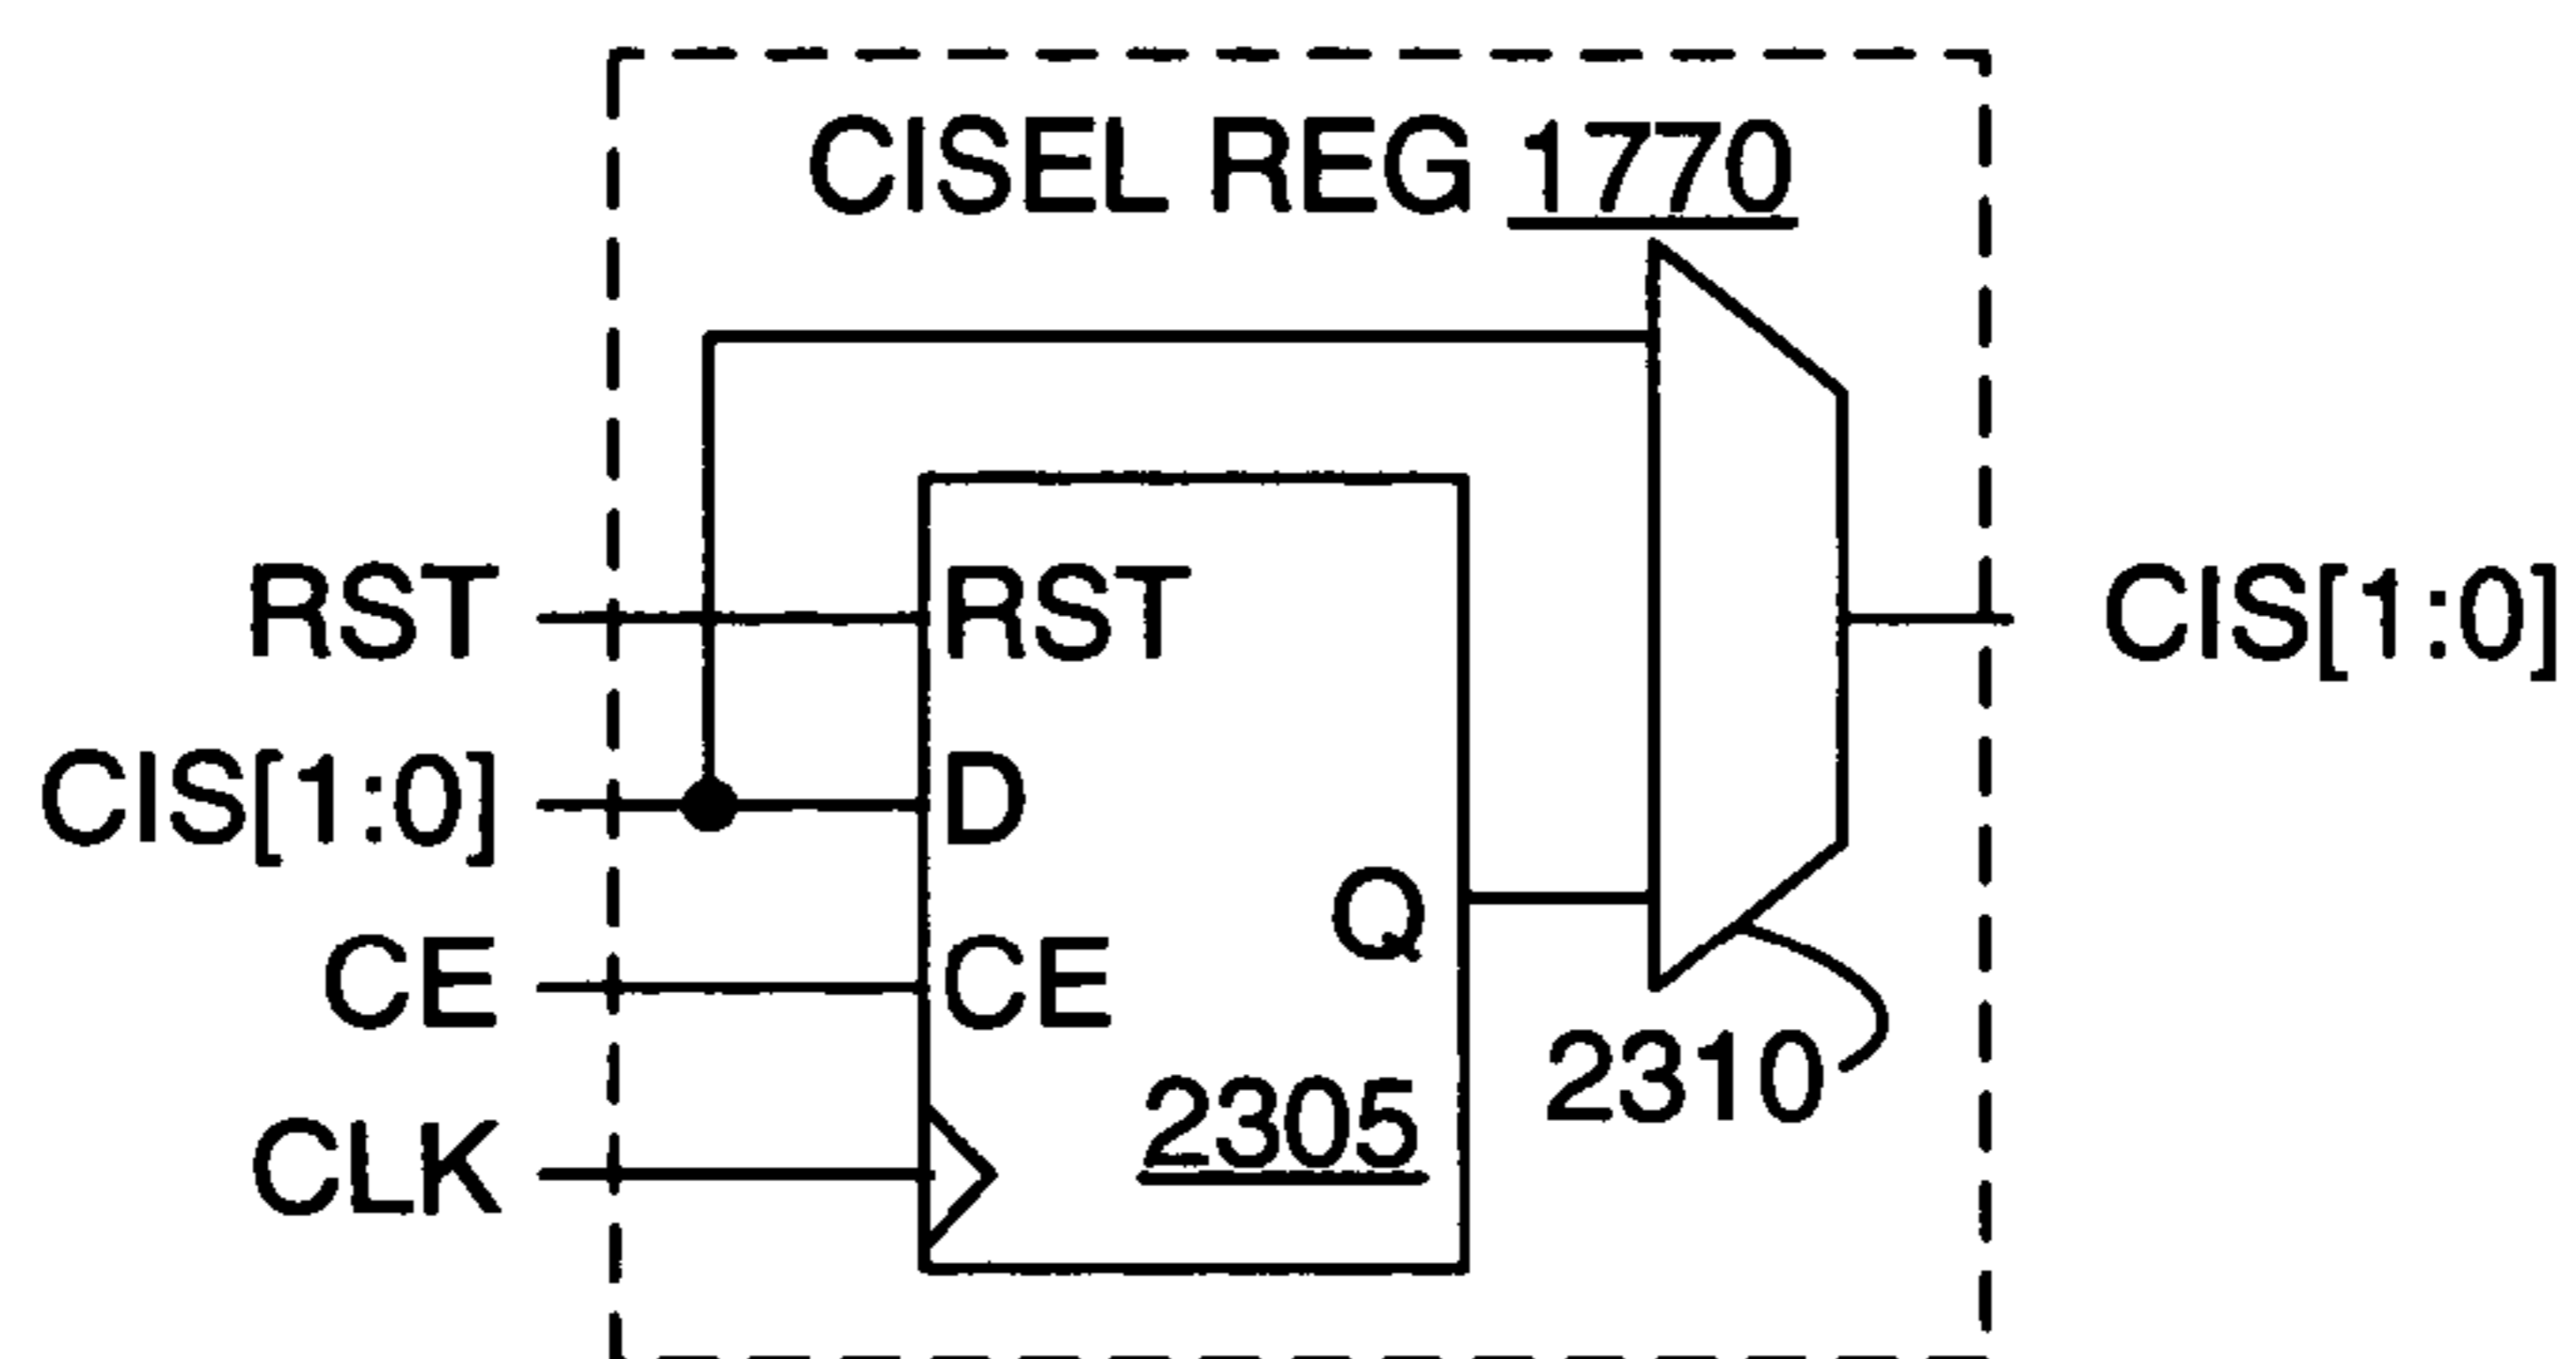 CISEL REG 1770
RST
RST
CIS[1:0]
CIS[1:0]
D
CE
CE
Q
2310
2305
CLK